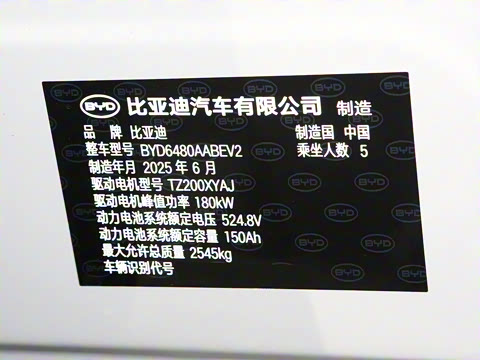 BYD 比亚迪汽车有限公司 制造
品 牌 比亚迪 制造国 中国
整车型号 BYD6480AABEV2 乘坐人数 5
制造年月 2025 年 6 月
驱动电机型号 TZ200XYAJ
驱动电机峰值功率 180kW
动力电池系统额定电压 524.8V
动力电池系统额定容量 150Ah
最大允许总质量 2545kg
车辆识别代号